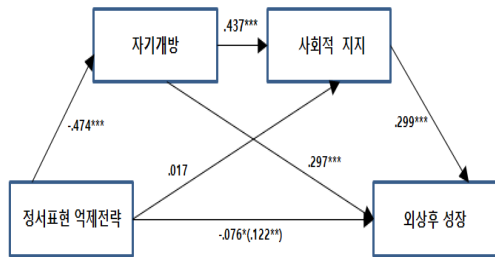 .437***
자기개방
사회적 지지
-.474***
.299***
.017
.297***
정서표현 억제전략
외상후 성장
-.076*(.122**)